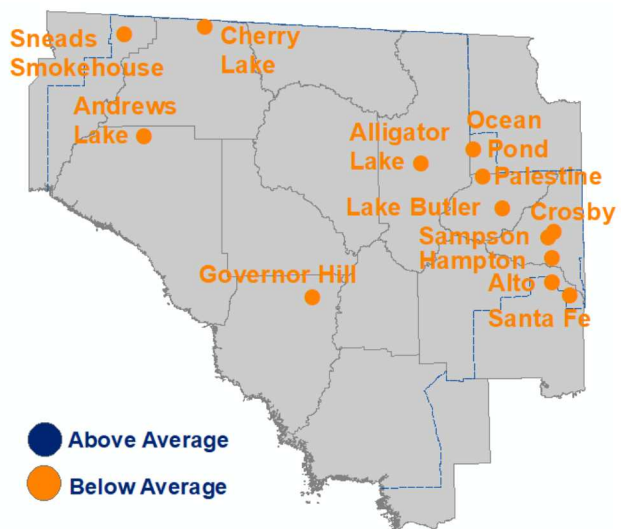 Sneads
Smokehouse
Cherry
Lake
Andrews
Lake
Alligator
Lake
Ocean
Pond
Palestine
Lake Butler
Crosby
Sampson
Hampton
Governor Hill
Alto
Santa Fe
Above Average
Below Average